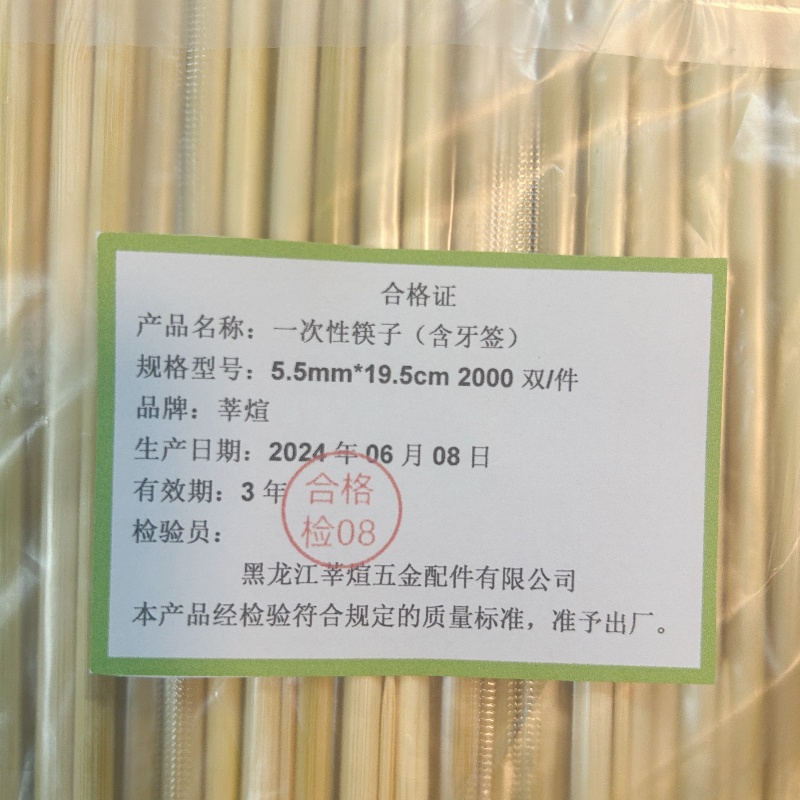 合格证
产品名称：一次性筷子（含牙签）
规格型号：5.5mm*19.5cm 2000 双/件
品牌：莘煊
生产日期：2024 年 06 月 08 日
有效期：3 年
合格
检08
检验员：
黑龙江莘煊五金配件有限公司
本产品经检验符合规定的质量标准，准予出厂。